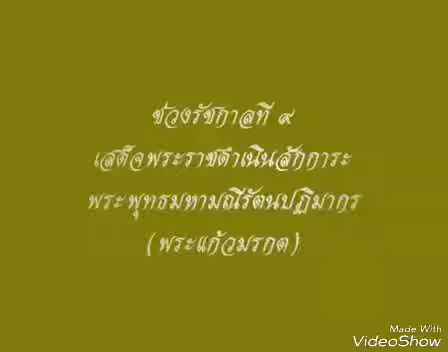 ช่วงรัชกาลที่ ๙
เสด็จพระราชดำเนินสักการะ
พระพุทธมหามณีรัตนปฏิมากร
(พระแก้วมรกต)
Made With
VideoShow